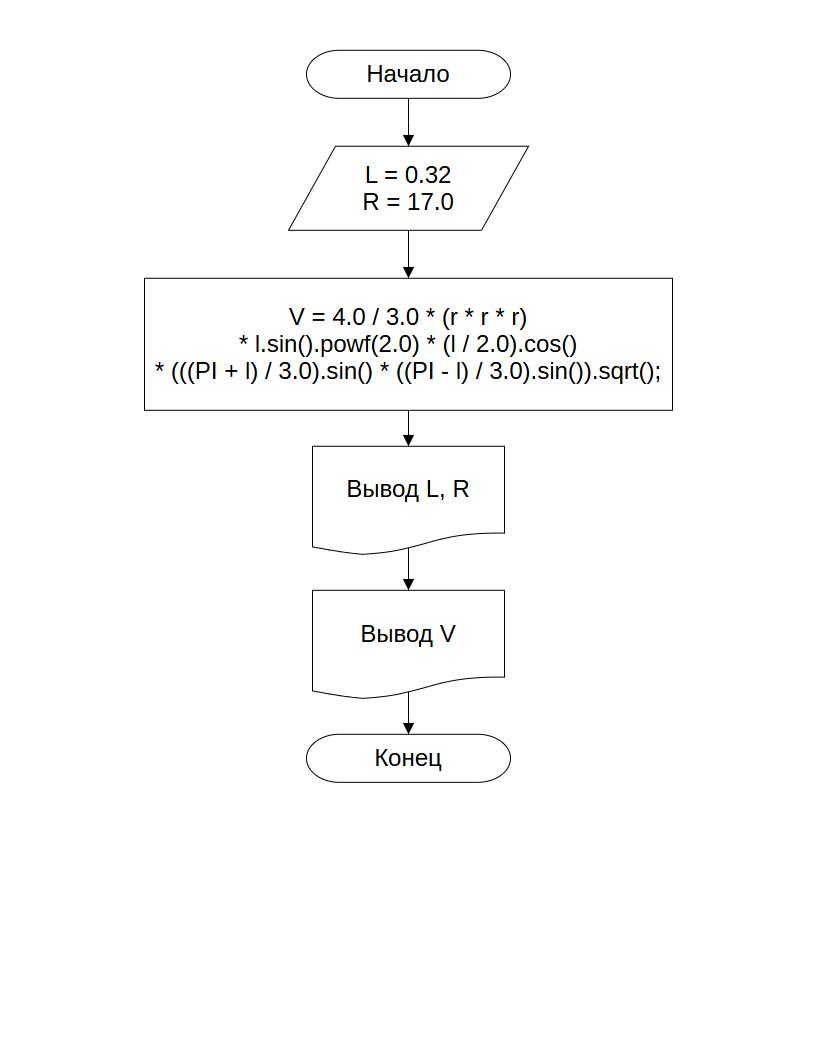 Начало
L = 0.32
R = 17.0
V = 4.0 / 3.0 * (r * r * r)
* l.sin().powf(2.0) * (l / 2.0).cos()
* (((PI + l) / 3.0).sin() * ((PI - l) / 3.0).sin()).sqrt();
Вывод L, R
Вывод V
Конец